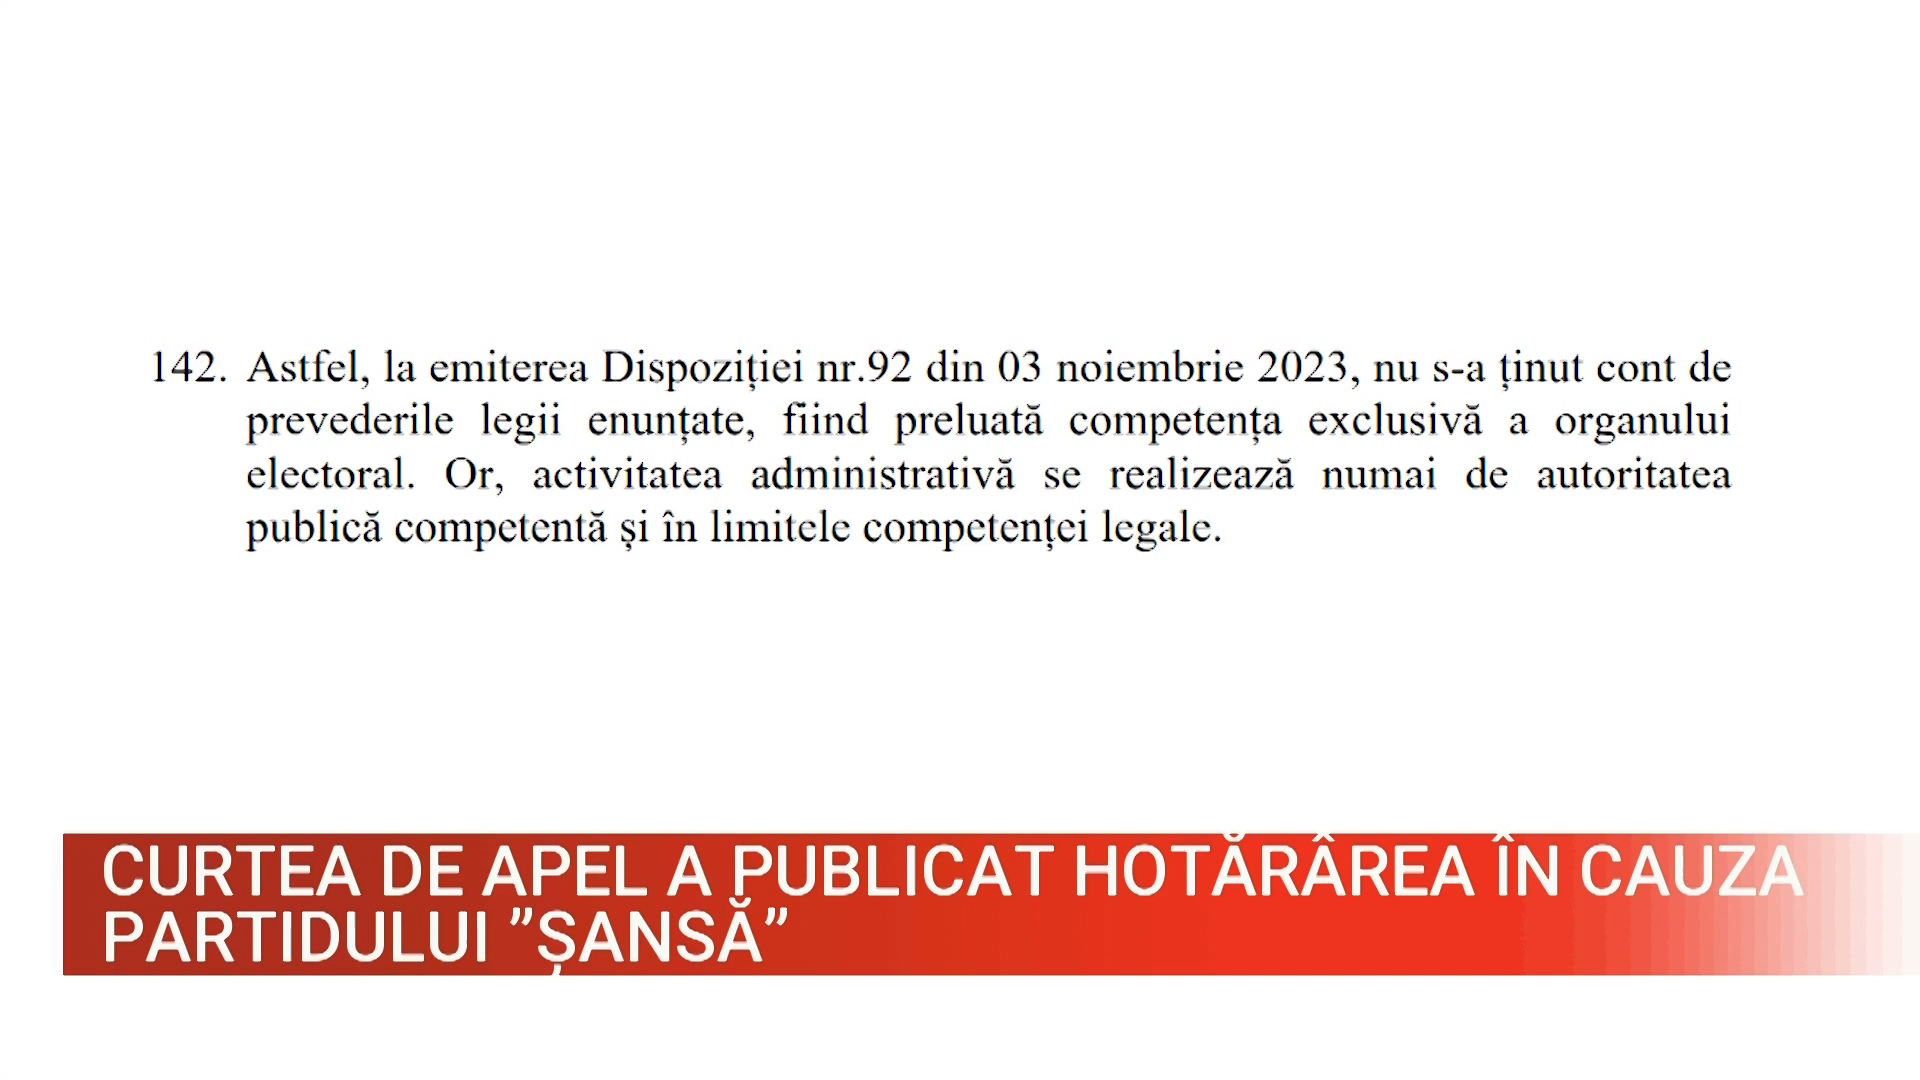 142. Astfel, la emiterea Dispoziției nr.92 din 03 noiembrie 2023, nu s-a ținut cont de
prevederile legii enunțate, fiind preluată competența exclusivă a organului
electoral. Or, activitatea administrativă se realizează numai de autoritatea
publică competentă și în limitele competenței legale.
CURTEA DE APEL A PUBLICAT HOTĂRÂREA ÎN CAUZA
PARTIDULUI ”ȘANSĂ”